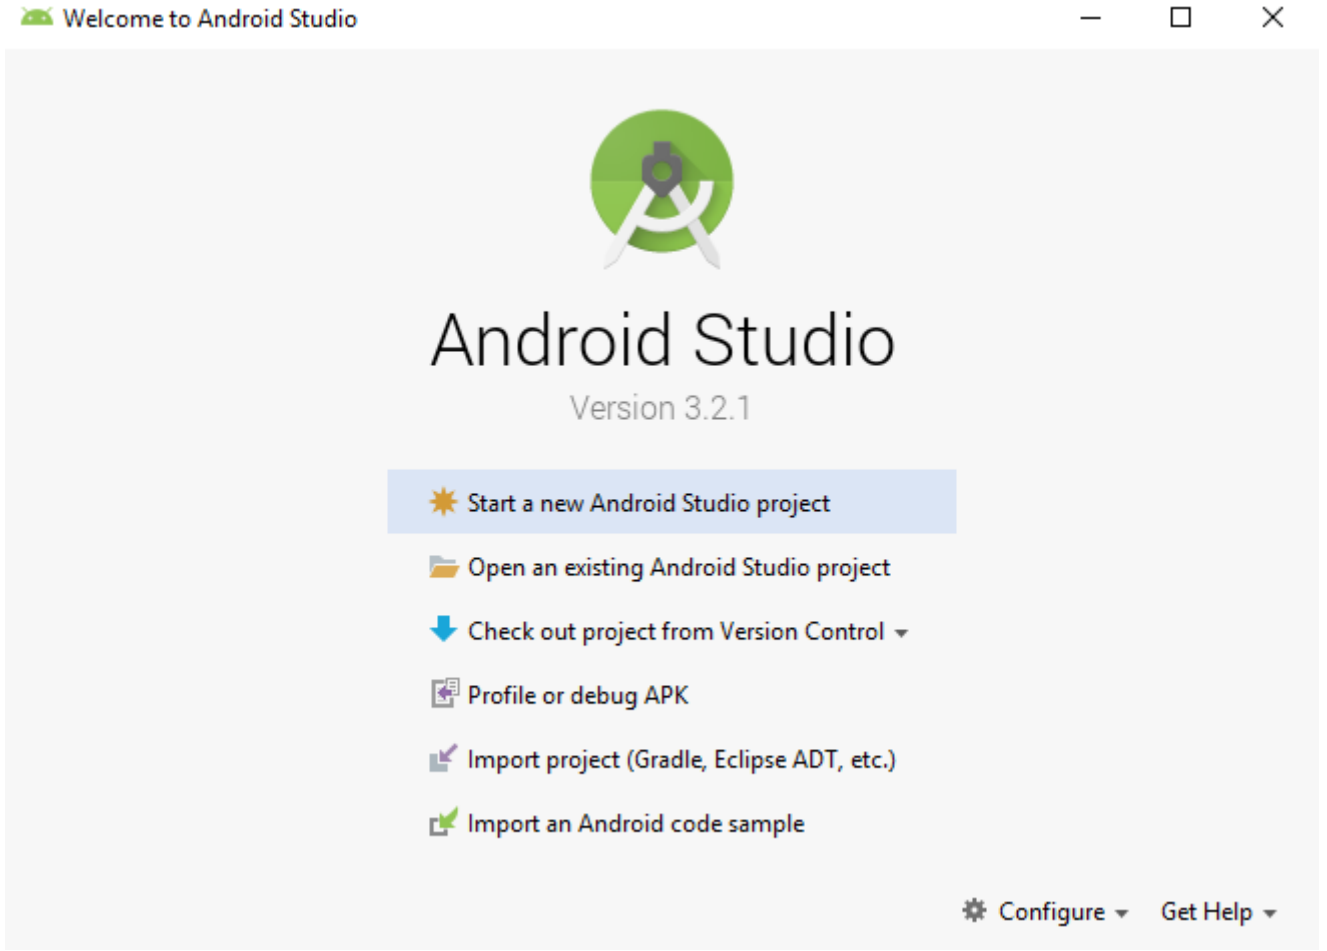 Welcome to Android Studio
Android Studio
Version 3.2.1
Start a new Android Studio project
Open an existing Android Studio project
Check out project from Version Control
Profile or debug APK
Import project (Gradle, Eclipse ADT, etc.)
Import an Android code sample
Configure Get Help